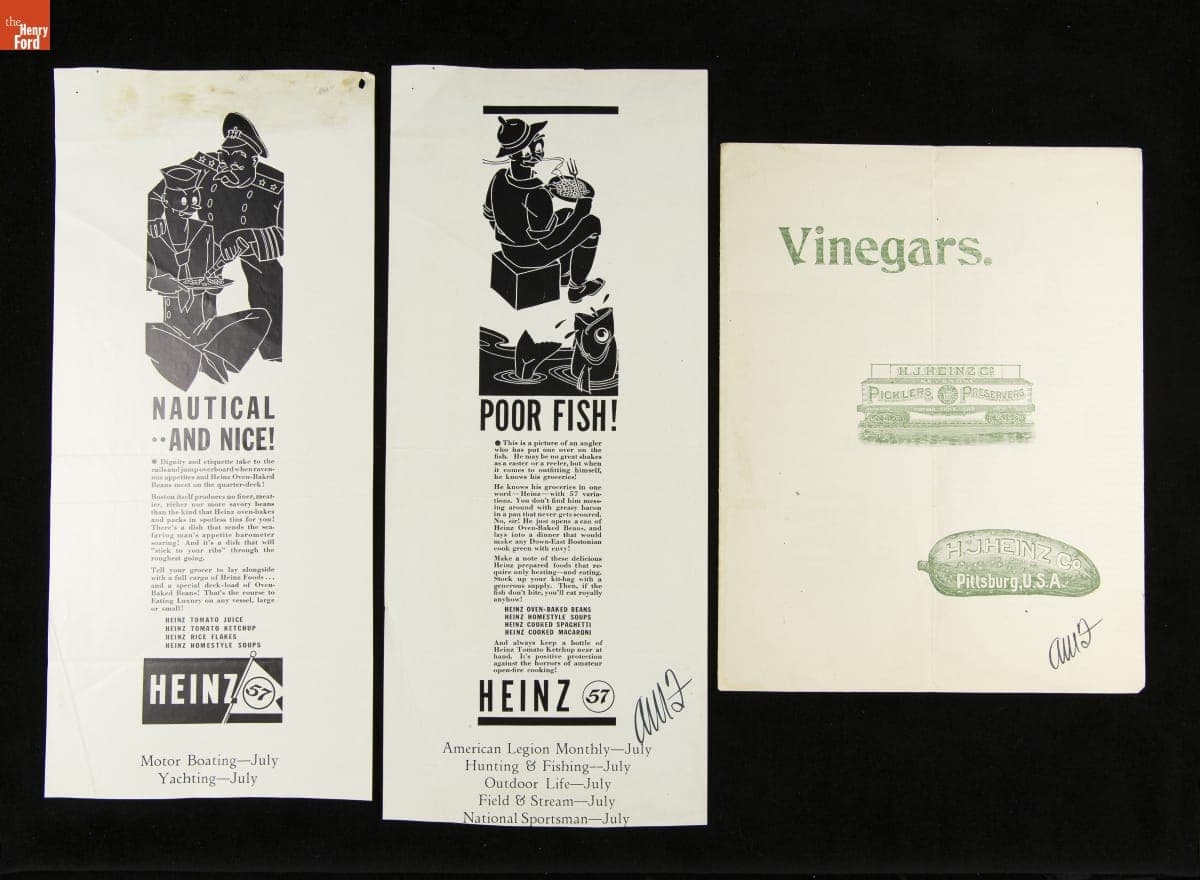 the
Henry
Ford
NAUTICAL
··AND NICE!
● Dignity and etiquette take to the
rails and jump overboard when raven-
ous appetites and Heinz Oven-Baked
Beans meet on the quarter-deck!
Boston itself produces no finer, meat-
ier, richer nor more savory beans
than the kind that Heinz oven-bakes
and packs in spotless tins for you!
There's a dish that sends the sea-
faring man's appetite barometer
soaring! And it's a dish that will
"stick to your ribs" through the
roughest going.
Tell your grocer to lay alongside
with a full cargo of Heinz Foods...
and a special deck-load of Oven-
Baked Beans! That's the course to
Eating Luxury on any vessel, large
or small!
HEINZ TOMATO JUICE
HEINZ TOMATO KETCHUP
HEINZ RICE FLAKES
HEINZ HOMESTYLE SOUPS
HEINZ 57
Motor Boating—July
Yachting—July
POOR FISH!
● This is a picture of an angler
who has put one over on the
fish. He may be no great shakes
as a caster or a reeler, but when
it comes to outfitting himself,
he knows his groceries!
He knows his groceries in one
word—Heinz—with 57 varia-
tions. You don't find him mess-
ing around with greasy bacon
in a pan that never gets scoured.
No, sir! He just opens a can of
Heinz Oven-Baked Beans, and
lays into a dinner that would
make any Down-East Bostonian
cook green with envy!
Make a note of these delicious
Heinz prepared foods that re-
quire only heating—and eating.
Stock up your kit-bag with a
generous supply. Then, if the
fish don't bite, you'll eat royally
anyhow!
HEINZ OVEN-BAKED BEANS
HEINZ HOMESTYLE SOUPS
HEINZ COOKED SPAGHETTI
HEINZ COOKED MACARONI
And always keep a bottle of
Heinz Tomato Ketchup near at
hand. It's positive protection
against the horrors of amateur
open-fire cooking!
HEINZ 57
American Legion Monthly—July
Hunting & Fishing—July
Outdoor Life—July
Field & Stream—July
National Sportsman—July
Vinegars.
H.J. HEINZ CO
KEYSTONE
PICKLERS PRESERVERS
H.J. HEINZ CO
Pittsburg, U.S.A.